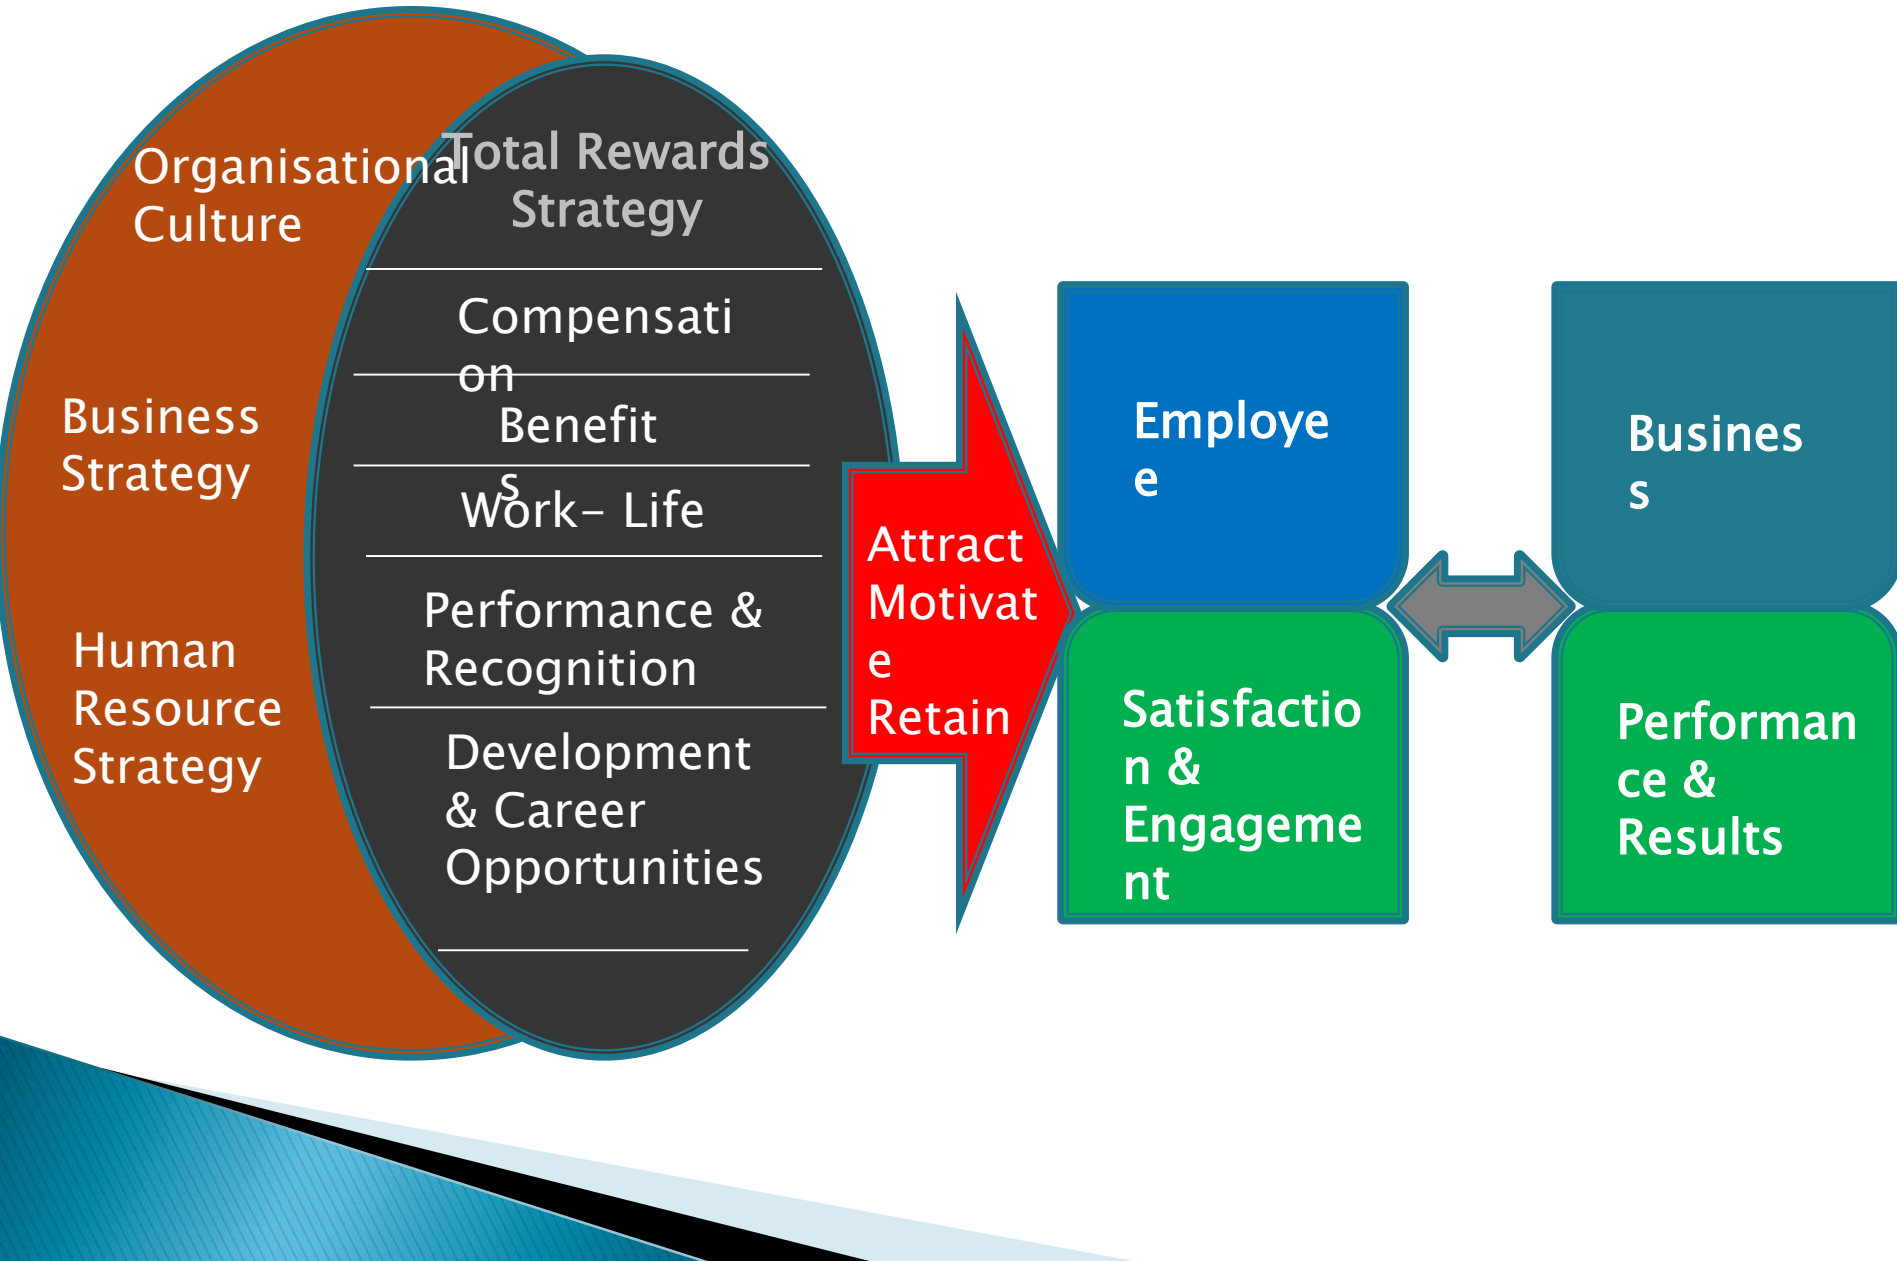 Organisational
Culture
Business
Strategy
Human
Resource
Strategy
Total Rewards
Strategy
Compensati
on
Benefit
s
Work- Life
Performance &
Recognition
Development
& Career
Opportunities
Attract
Motivat
e
Retain
Employe
e
Satisfactio
n &
Engageme
nt
Busines
s
Performan
ce &
Results